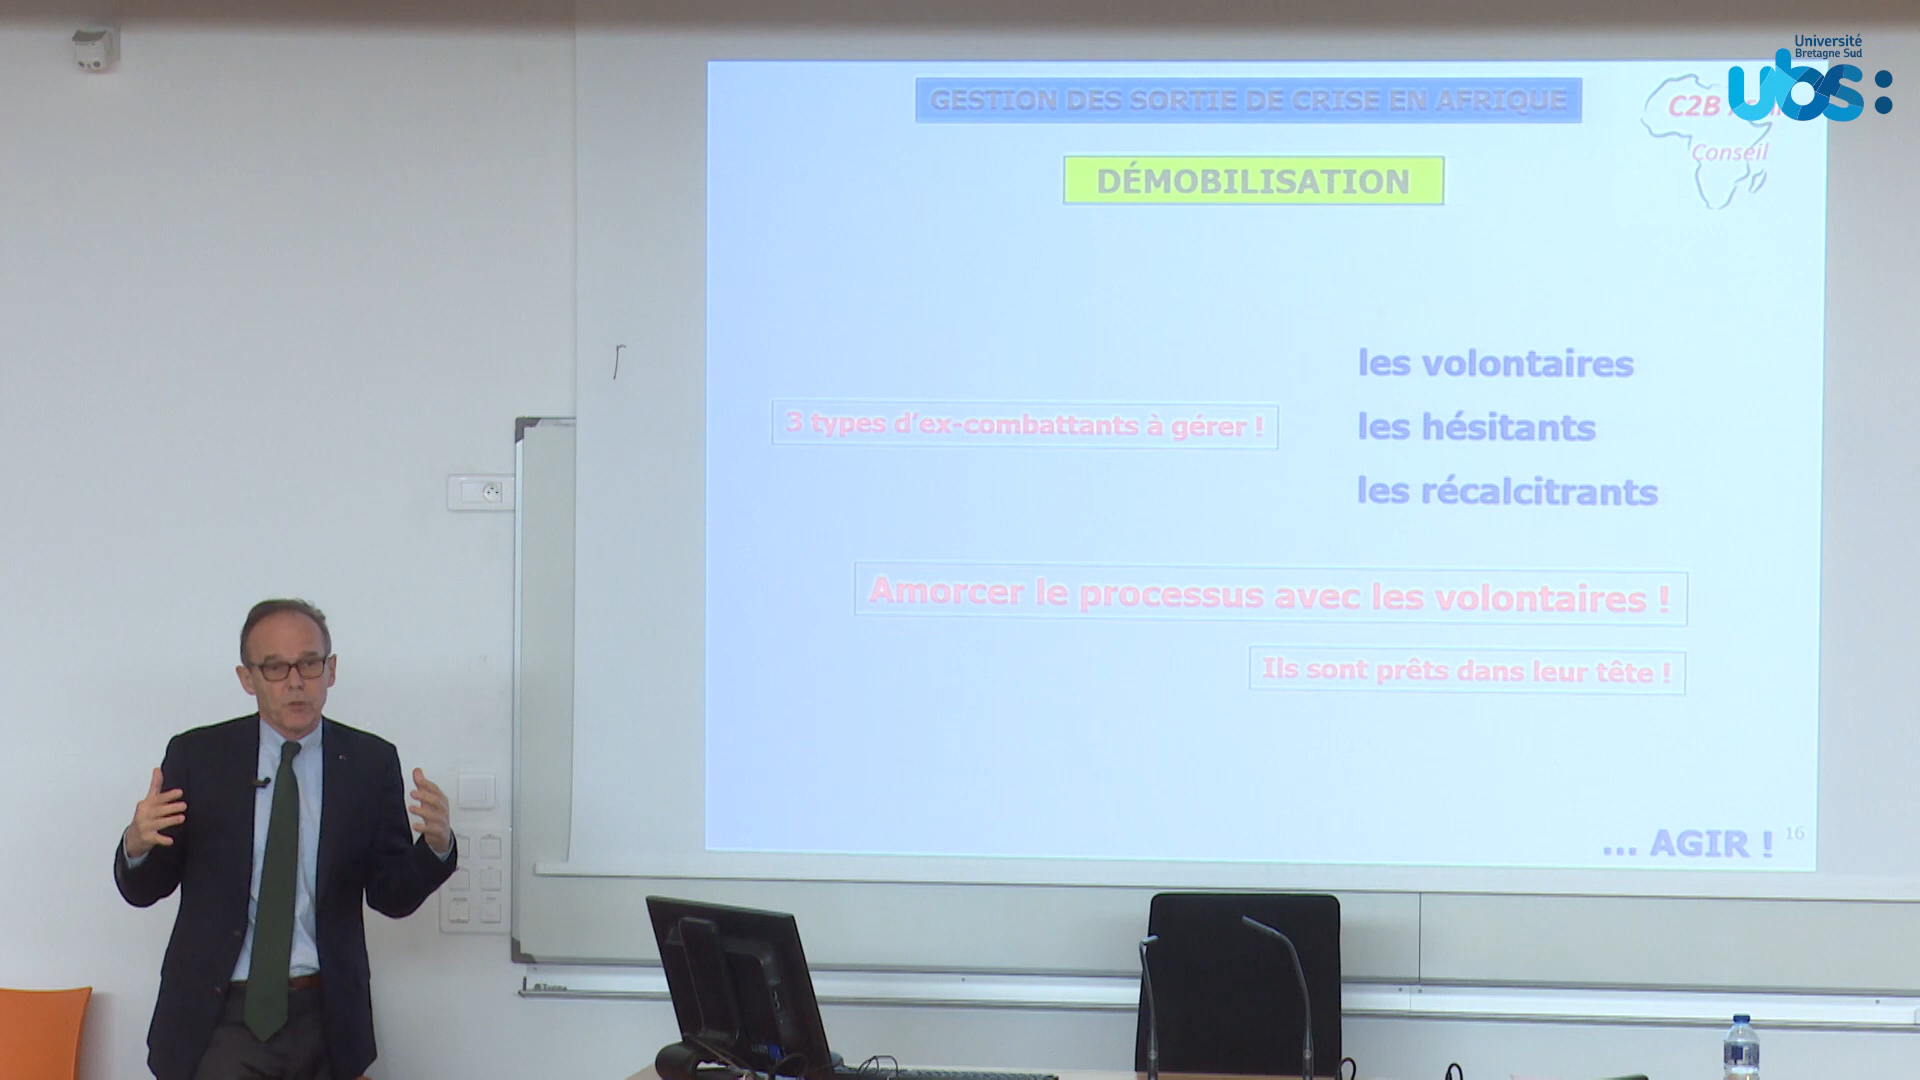 Université
Bretagne Sud
ubs:
GESTION DES SORTIE DE CRISE EN AFRIQUE
C2B
Conseil
DÉMOBILISATION
les volontaires
3 types d'ex-combattants à gérer !
les hésitants
les récalcitrants
Amorcer le processus avec les volontaires !
Ils sont prêts dans leur tête !
... AGIR !
16